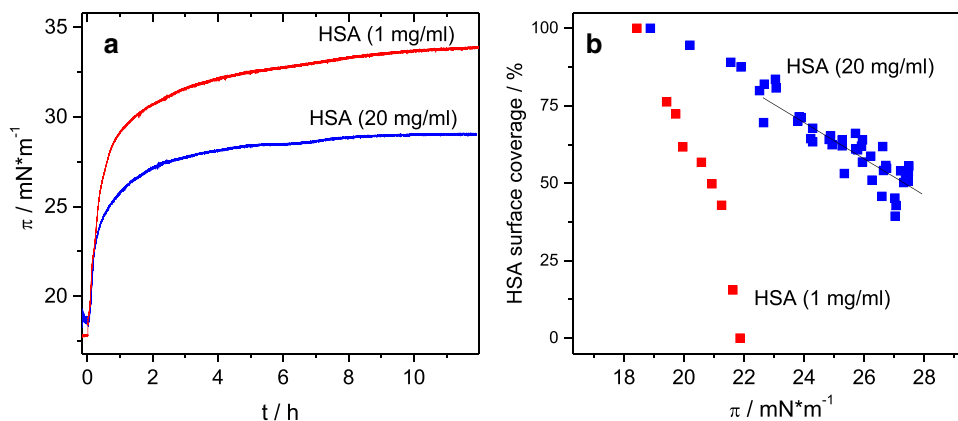 a
HSA (1 mg/ml)
HSA (20 mg/ml)
35
30
25
20
π / mN*m⁻¹
0 2 4 6 8 10
t / h
b
HSA (20 mg/ml)
HSA (1 mg/ml)
100
75
50
25
0
HSA surface coverage / %
18 20 22 24 26 28
π / mN*m⁻¹